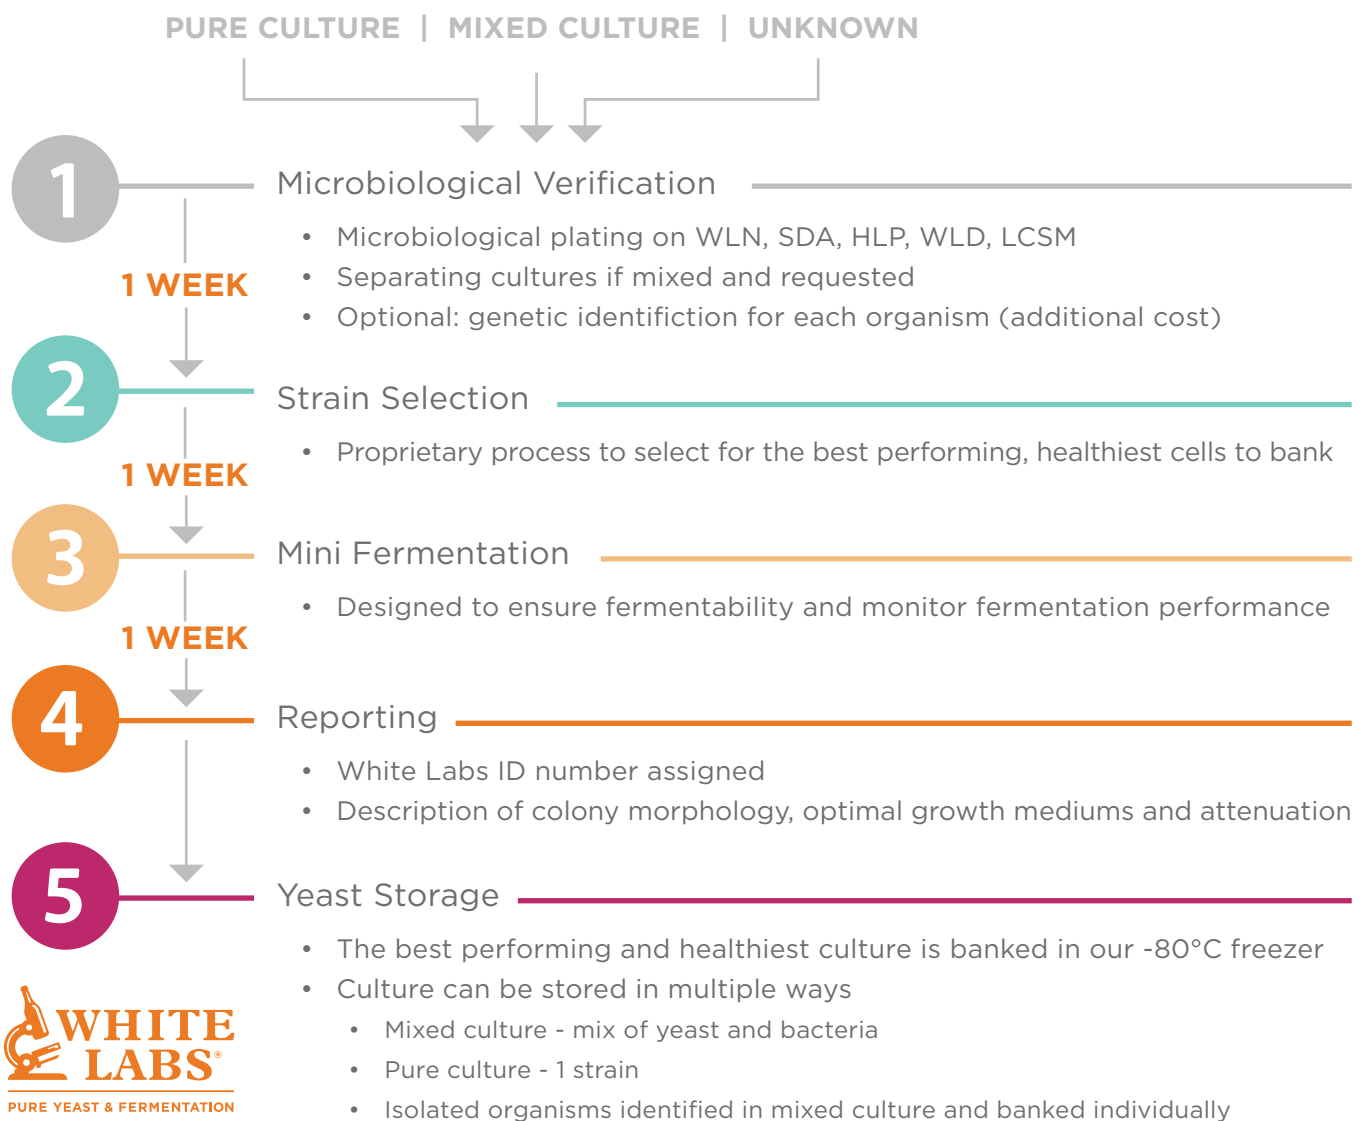 PURE CULTURE | MIXED CULTURE | UNKNOWN
1
Microbiological Verification
• Microbiological plating on WLN, SDA, HLP, WLD, LCSM
• Separating cultures if mixed and requested
• Optional: genetic identifiction for each organism (additional cost)
1 WEEK
2
Strain Selection
• Proprietary process to select for the best performing, healthiest cells to bank
1 WEEK
3
Mini Fermentation
• Designed to ensure fermentability and monitor fermentation performance
1 WEEK
4
Reporting
• White Labs ID number assigned
• Description of colony morphology, optimal growth mediums and attenuation
5
Yeast Storage
• The best performing and healthiest culture is banked in our -80°C freezer
• Culture can be stored in multiple ways
• Mixed culture - mix of yeast and bacteria
• Pure culture - 1 strain
• Isolated organisms identified in mixed culture and banked individually
WHITE
LABS®
PURE YEAST & FERMENTATION